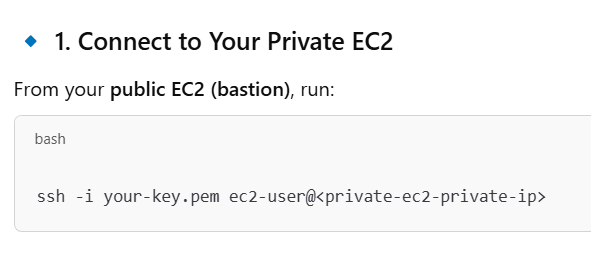 1. Connect to Your Private EC2
From your public EC2 (bastion), run:
bash
ssh -i your-key.pem ec2-user@<private-ec2-private-ip>